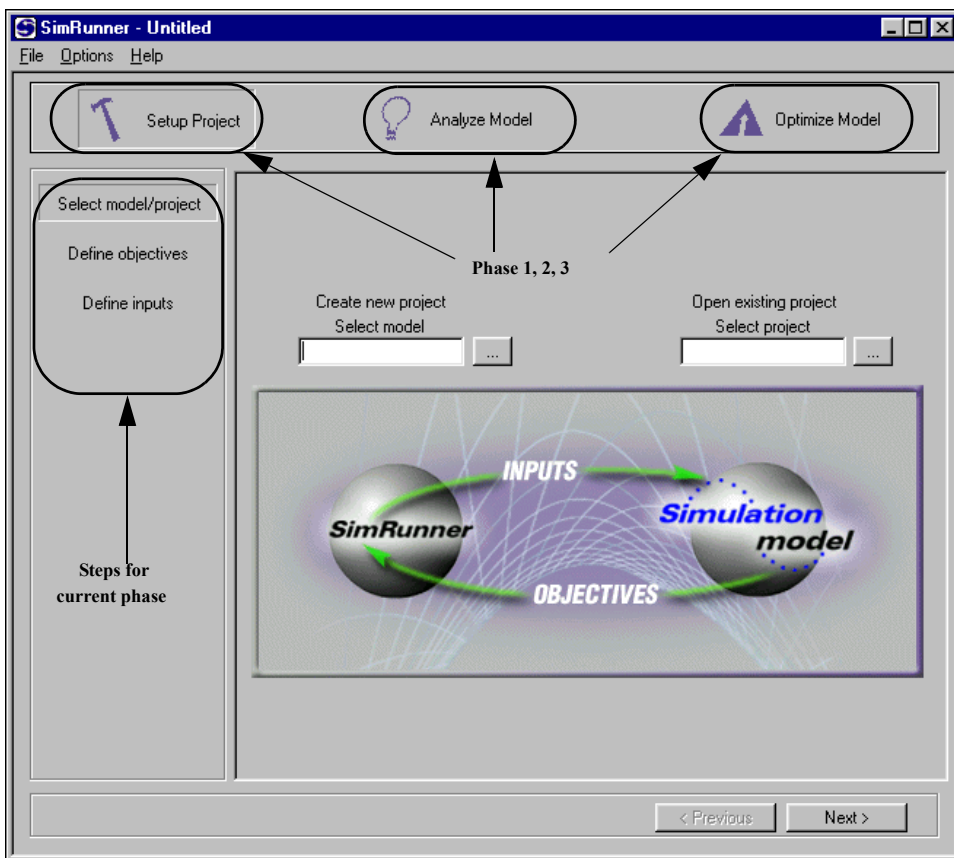 SimRunner - Untitled
File Options Help
Setup Project
Analyze Model
Optimize Model
Select model/project
Define objectives
Define inputs
Phase 1, 2, 3
Create new project
Select model
...
Open existing project
Select project
...
INPUTS
SimRunner
Simulation
model
OBJECTIVES
Steps for
current phase
< Previous
Next >